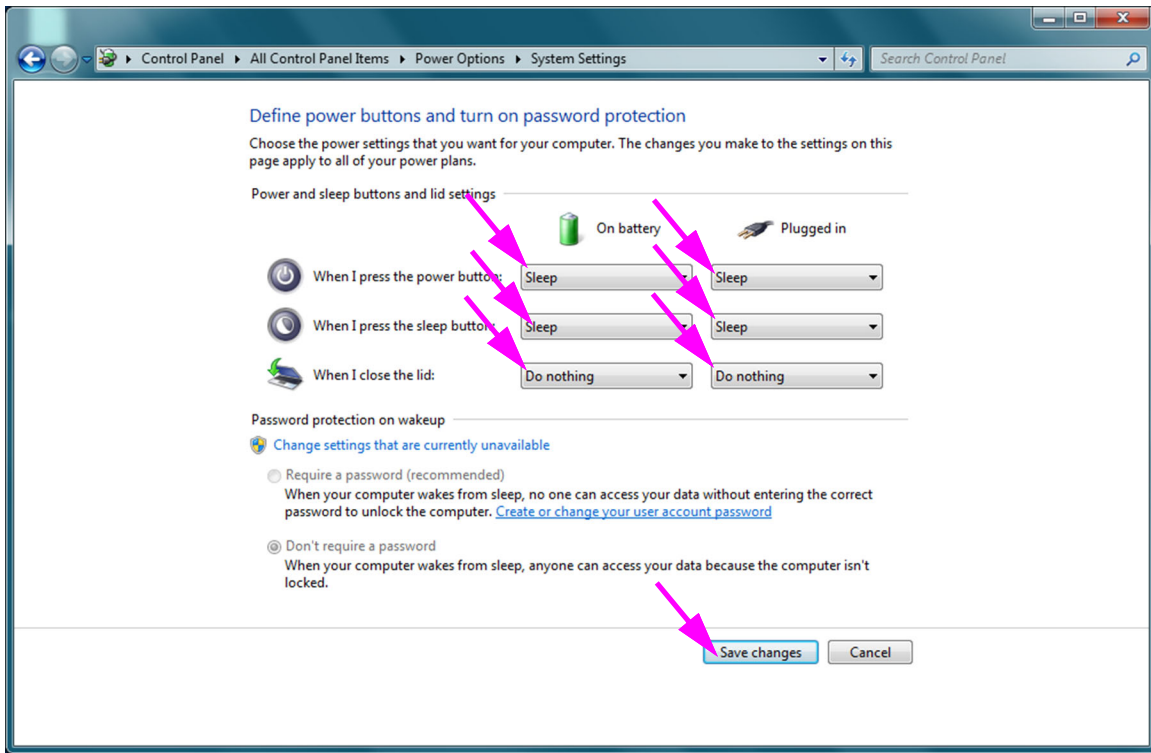 Control Panel ▸ All Control Panel Items ▸ Power Options ▸ System Settings
Search Control Panel
Define power buttons and turn on password protection
Choose the power settings that you want for your computer. The changes you make to the settings on this
page apply to all of your power plans.
Power and sleep buttons and lid settings
On battery
Plugged in
When I press the power button:
Sleep
Sleep
When I press the sleep button:
Sleep
Sleep
When I close the lid:
Do nothing
Do nothing
Password protection on wakeup
Change settings that are currently unavailable
Require a password (recommended)
When your computer wakes from sleep, no one can access your data without entering the correct
password to unlock the computer. Create or change your user account password
Don't require a password
When your computer wakes from sleep, anyone can access your data because the computer isn't
locked.
Save changes
Cancel